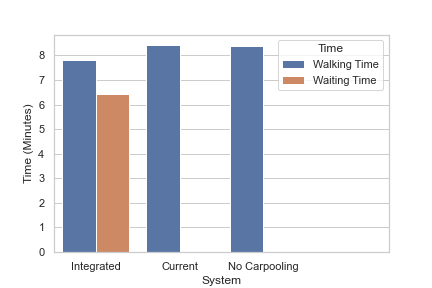 Time
Walking Time
Waiting Time
8
7
6
5
4
3
2
1
0
Time (Minutes)
Integrated
Current
No Carpooling
System